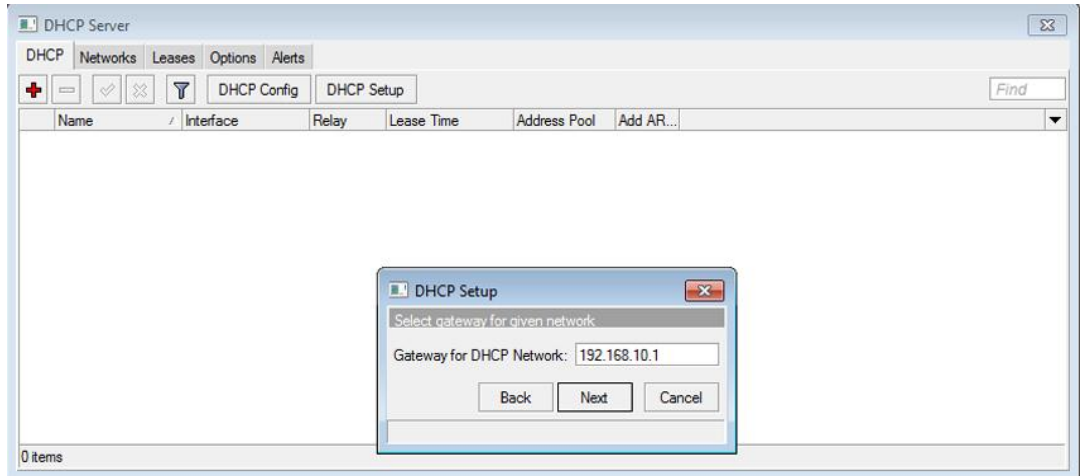 DHCP Server
DHCP Networks Leases Options Alerts
DHCP Config DHCP Setup Find
Name Interface Relay Lease Time Address Pool Add AR...
DHCP Setup
Select gateway for given network
Gateway for DHCP Network: 192.168.10.1
Back Next Cancel
0 items